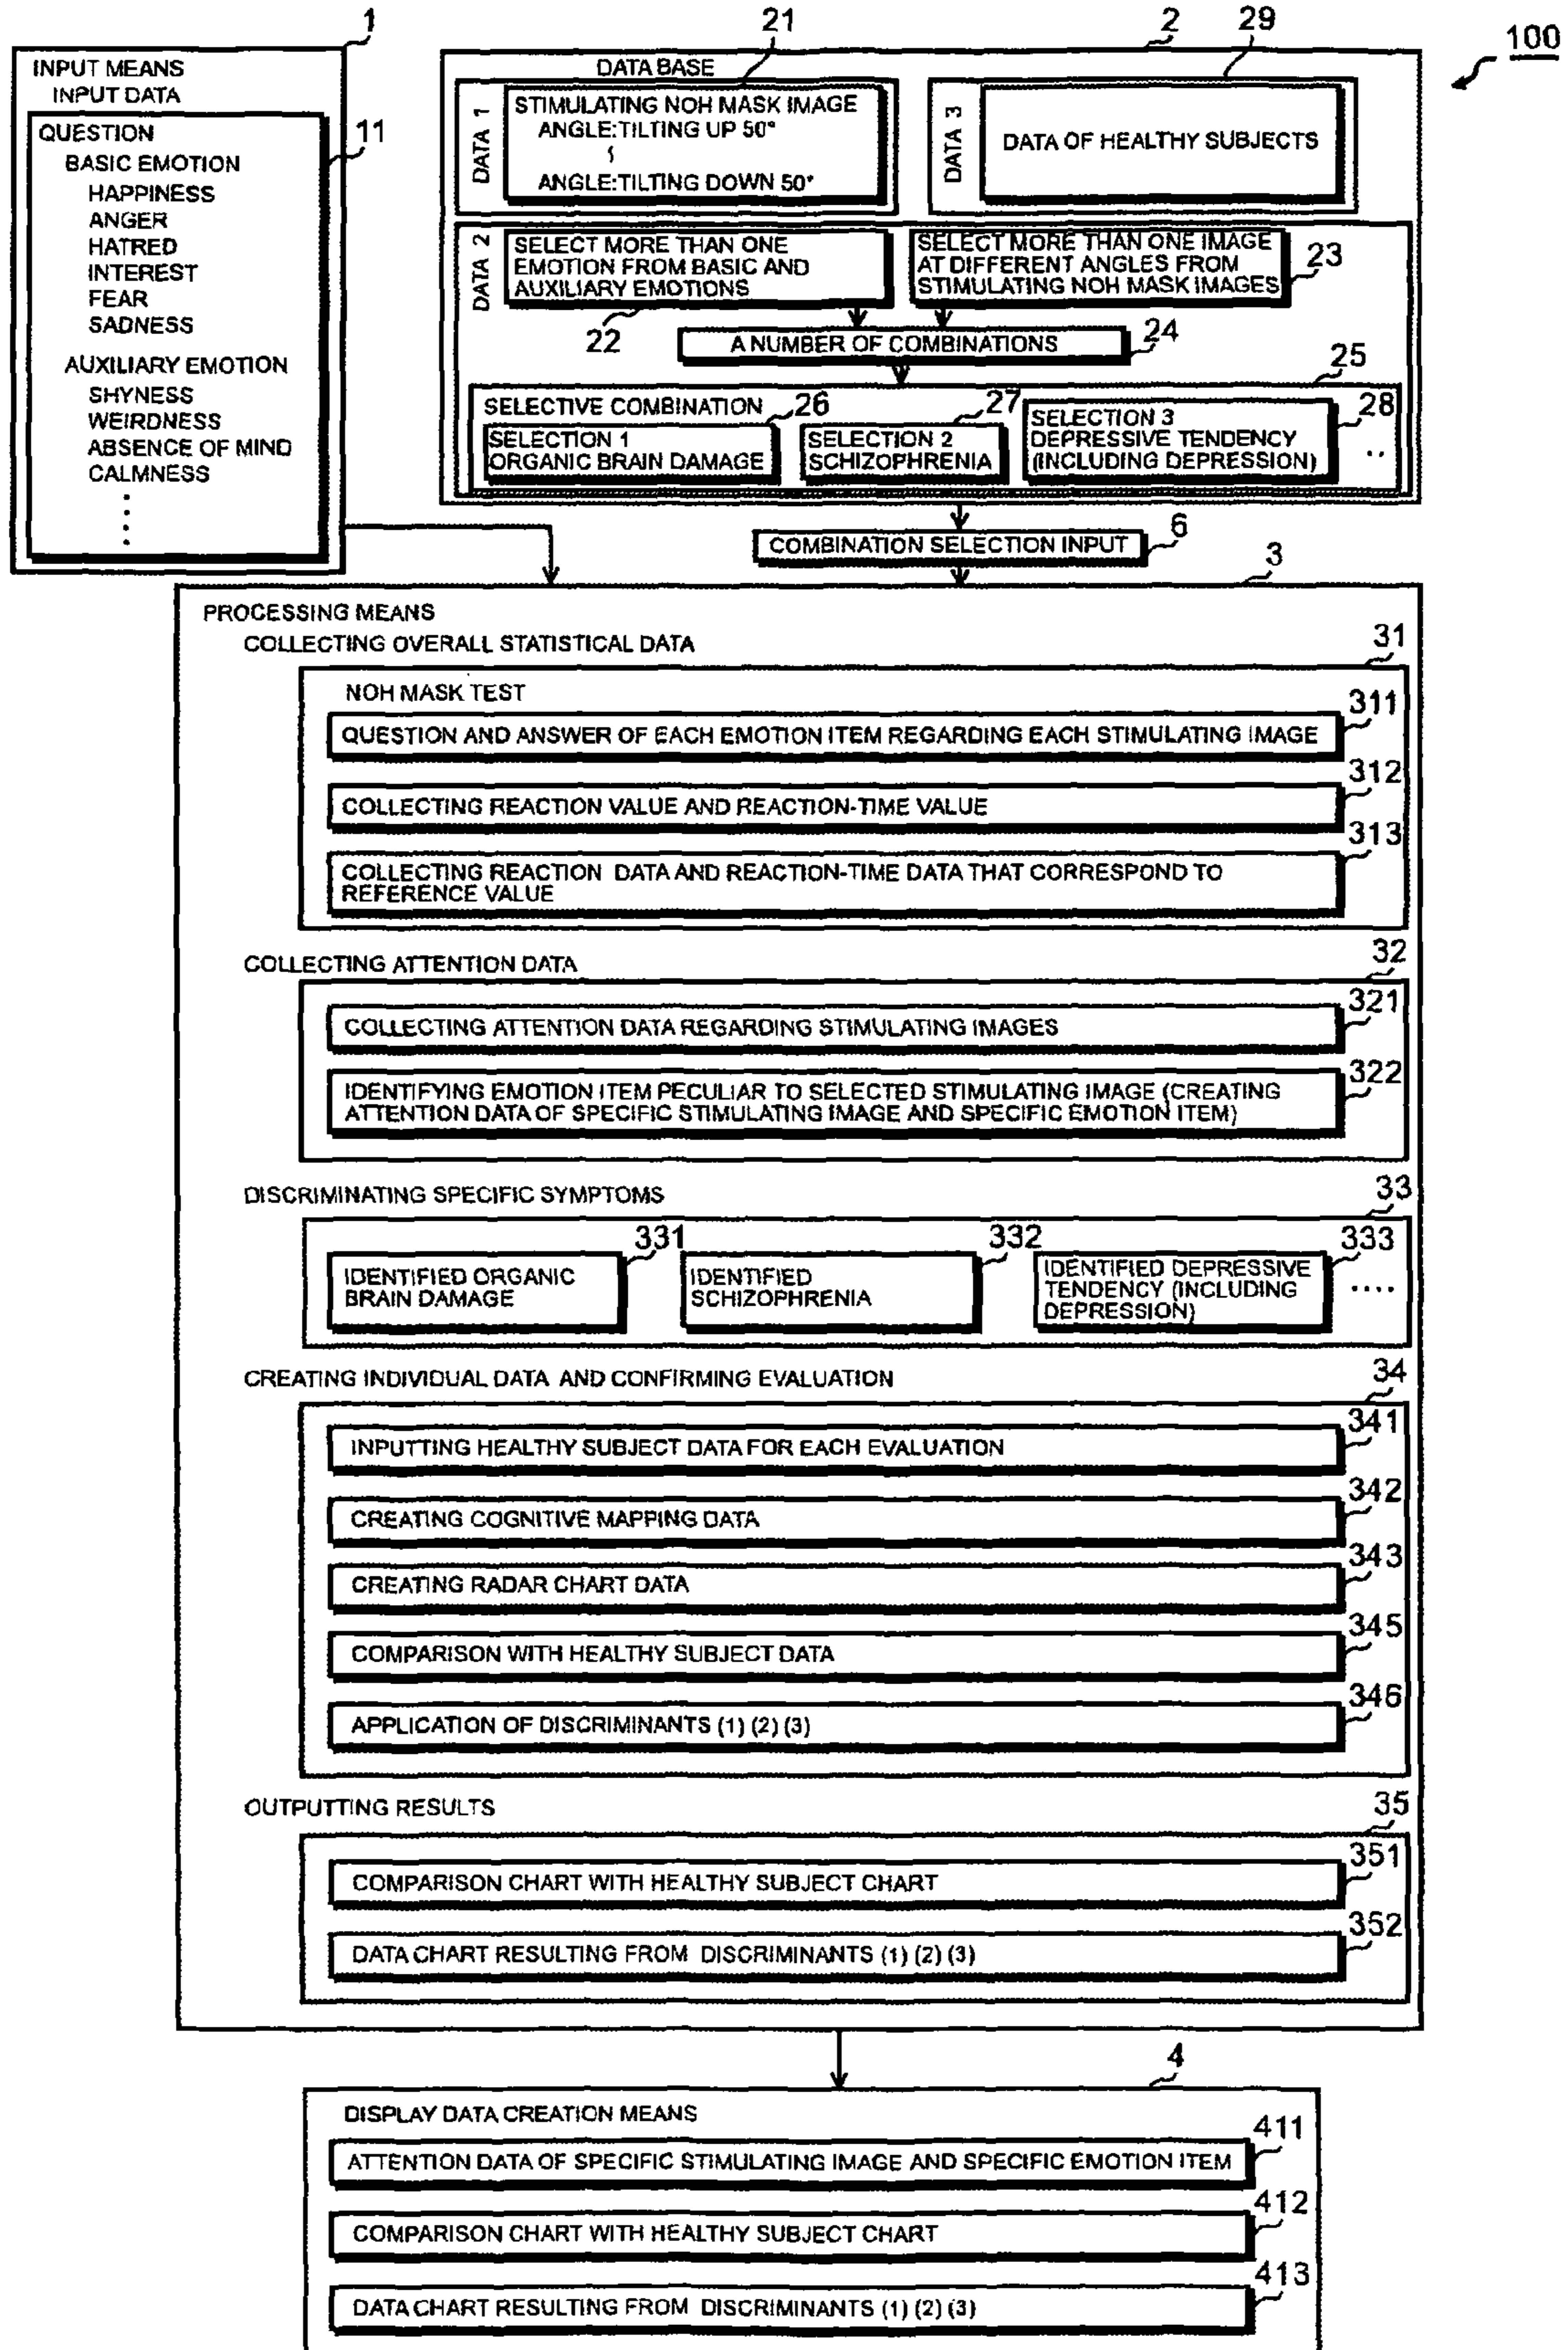 100
1
INPUT MEANS
INPUT DATA
11
QUESTION
BASIC EMOTION
HAPPINESS
ANGER
HATRED
INTEREST
FEAR
SADNESS
AUXILIARY EMOTION
SHYNESS
WEIRDNESS
ABSENCE OF MIND
CALMNESS
2
DATA BASE
21
DATA 1
STIMULATING NOH MASK IMAGE
ANGLE:TILTING UP 50°
ANGLE:TILTING DOWN 50°
29
DATA 3
DATA OF HEALTHY SUBJECTS
DATA 2
SELECT MORE THAN ONE
EMOTION FROM BASIC AND
AUXILIARY EMOTIONS
22
SELECT MORE THAN ONE IMAGE
AT DIFFERENT ANGLES FROM
STIMULATING NOH MASK IMAGES
23
A NUMBER OF COMBINATIONS
24
25
SELECTIVE COMBINATION
26
SELECTION 1
ORGANIC BRAIN DAMAGE
27
SELECTION 2
SCHIZOPHRENIA
28
SELECTION 3
DEPRESSIVE TENDENCY
(INCLUDING DEPRESSION)
..
COMBINATION SELECTION INPUT
6
3
PROCESSING MEANS
COLLECTING OVERALL STATISTICAL DATA
31
NOH MASK TEST
311
QUESTION AND ANSWER OF EACH EMOTION ITEM REGARDING EACH STIMULATING IMAGE
312
COLLECTING REACTION VALUE AND REACTION-TIME VALUE
313
COLLECTING REACTION DATA AND REACTION-TIME DATA THAT CORRESPOND TO
REFERENCE VALUE
COLLECTING ATTENTION DATA
32
321
COLLECTING ATTENTION DATA REGARDING STIMULATING IMAGES
322
IDENTIFYING EMOTION ITEM PECULIAR TO SELECTED STIMULATING IMAGE (CREATING
ATTENTION DATA OF SPECIFIC STIMULATING IMAGE AND SPECIFIC EMOTION ITEM)
DISCRIMINATING SPECIFIC SYMPTOMS
33
331
IDENTIFIED ORGANIC
BRAIN DAMAGE
332
IDENTIFIED
SCHIZOPHRENIA
333
IDENTIFIED DEPRESSIVE
TENDENCY (INCLUDING
DEPRESSION)
....
CREATING INDIVIDUAL DATA AND CONFIRMING EVALUATION
34
341
INPUTTING HEALTHY SUBJECT DATA FOR EACH EVALUATION
342
CREATING COGNITIVE MAPPING DATA
343
CREATING RADAR CHART DATA
345
COMPARISON WITH HEALTHY SUBJECT DATA
346
APPLICATION OF DISCRIMINANTS (1) (2) (3)
OUTPUTTING RESULTS
35
351
COMPARISON CHART WITH HEALTHY SUBJECT CHART
352
DATA CHART RESULTING FROM DISCRIMINANTS (1) (2) (3)
4
DISPLAY DATA CREATION MEANS
411
ATTENTION DATA OF SPECIFIC STIMULATING IMAGE AND SPECIFIC EMOTION ITEM
412
COMPARISON CHART WITH HEALTHY SUBJECT CHART
413
DATA CHART RESULTING FROM DISCRIMINANTS (1) (2) (3)